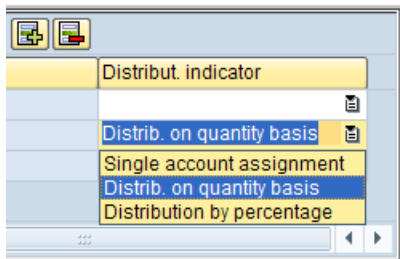 Distribut. indicator
Distrib. on quantity basis
Single account assignment
Distrib. on quantity basis
Distribution by percentage